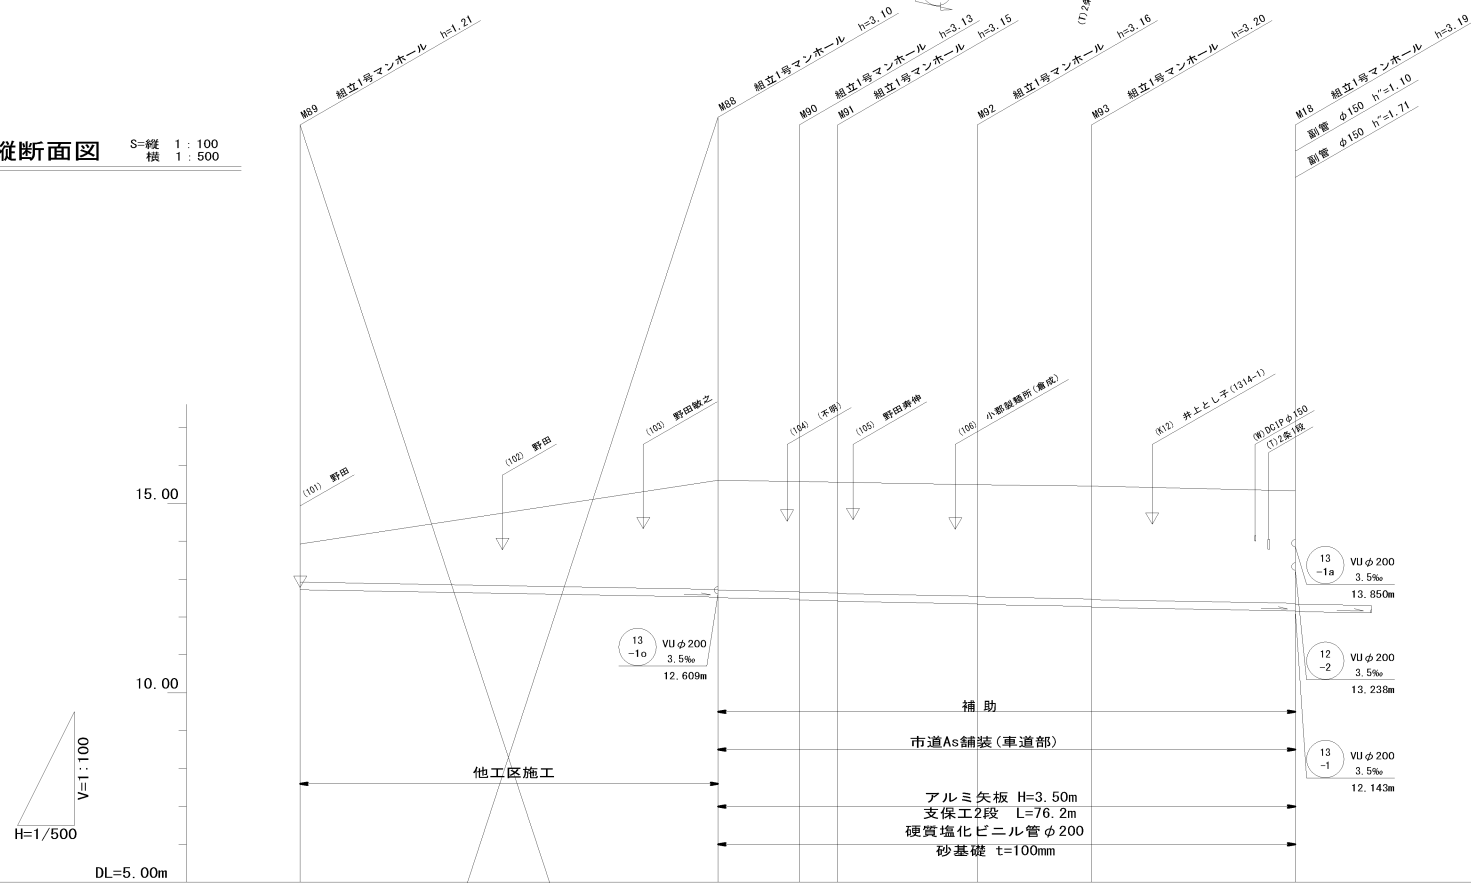 (T)2条
M89 組立1号マンホール h=1.21
M88 組立1号マンホール h=3.10
M90 組立1号マンホール h=3.13
M91 組立1号マンホール h=3.15
M92 組立1号マンホール h=3.16
M93 組立1号マンホール h=3.20
M18 組立1号マンホール h=3.19
副管 φ150 h"=1.10
副管 φ150 h"=1.71
縦断面図
S=縦 1：100
横 1：500
(101) 野田
(102) 野田
(103) 野田敏之
(104) (不明)
(105) 野田寿伸
(106) 小郡製麺所(倉成)
(K12) 井上とし子(1314-1)
(W)DCIPφ150
(T)2条1段
15.00
10.00
DL=5.00m
V=1:100
H=1/500
13
-1a
VUφ200
3.5‰
13.850m
13
-1o
VUφ200
3.5‰
12.609m
12
-2
VUφ200
3.5‰
13.238m
13
-1
VUφ200
3.5‰
12.143m
補 助
市道As舗装(車道部)
他工区施工
アルミ矢板 H=3.50m
支保工2段 L=76.2m
硬質塩化ビニル管φ200
砂基礎 t=100mm